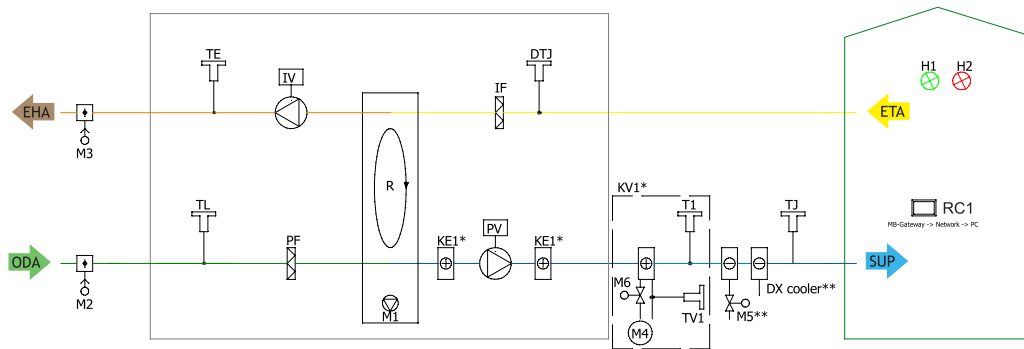 TE
IV
DTJ
IF
H1 H2
EHA
ETA
M3
R
KV1*
TL
PF
KE1*
PV
KE1*
T1
TJ
RC1
MB-Gateway -> Network -> PC
ODA
SUP
M2
M1
M6
M4
TV1
M5**
DX cooler**